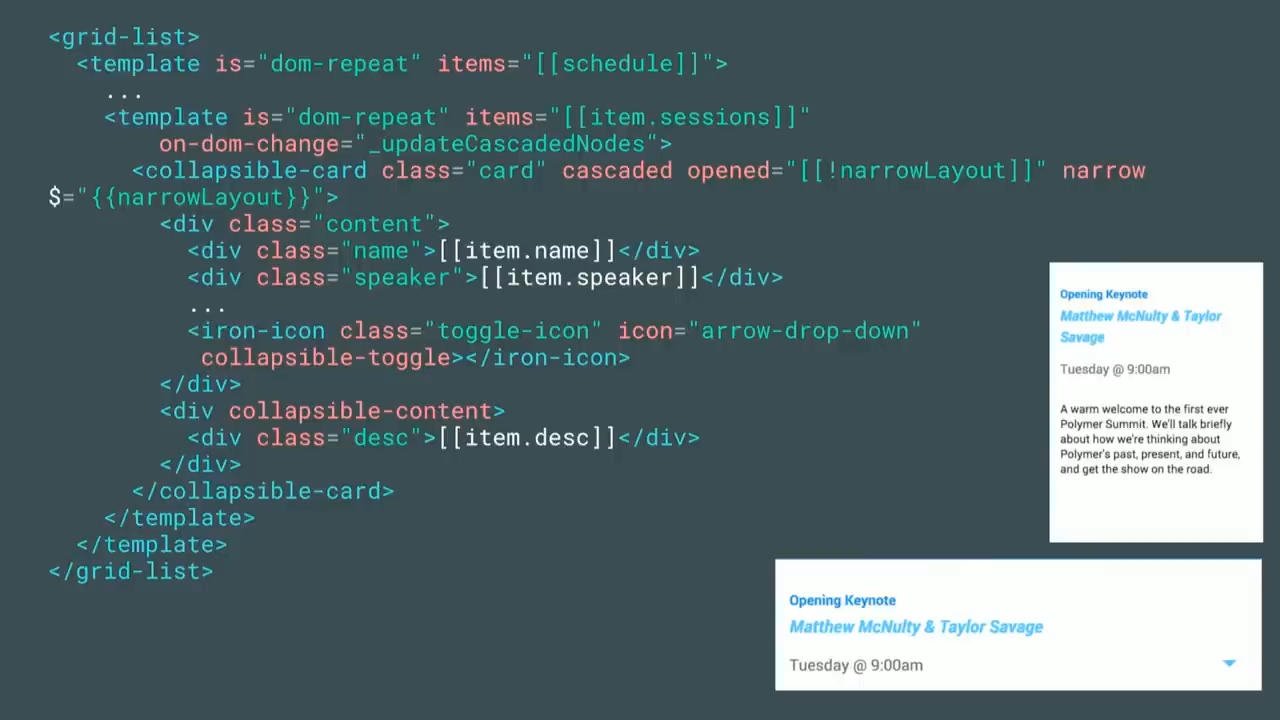 <grid-list>
<template is="dom-repeat" items="[[schedule]]">
...
<template is="dom-repeat" items="[[item.sessions]]"
on-dom-change="_updateCascadedNodes">
<collapsible-card class="card" cascaded opened="[[!narrowLayout]]" narrow
$="{{narrowLayout}}">
<div class="content">
<div class="name">[[item.name]]</div>
<div class="speaker">[[item.speaker]]</div>
...
<iron-icon class="toggle-icon" icon="arrow-drop-down"
collapsible-toggle></iron-icon>
</div>
<div collapsible-content>
<div class="desc">[[item.desc]]</div>
</div>
</collapsible-card>
</template>
</template>
</grid-list>
Opening Keynote
Matthew McNulty & Taylor
Savage
Tuesday @ 9:00am
A warm welcome to the first ever
Polymer Summit. We'll talk briefly
about how we're thinking about
Polymer's past, present, and future,
and get the show on the road.
Opening Keynote
Matthew McNulty & Taylor Savage
Tuesday @ 9:00am